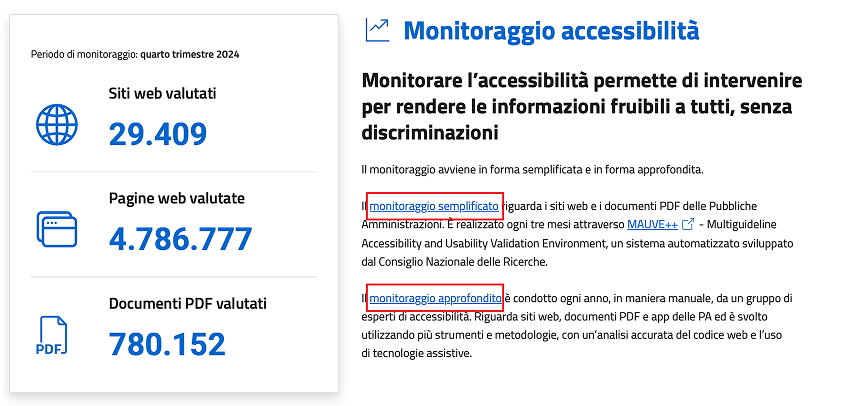 Periodo di monitoraggio: quarto trimestre 2024
Siti web valutati
29.409
Pagine web valutate
4.786.777
Documenti PDF valutati
PDF
780.152
Monitoraggio accessibilità
Monitorare l'accessibilità permette di intervenire
per rendere le informazioni fruibili a tutti, senza
discriminazioni
Il monitoraggio avviene in forma semplificata e in forma approfondita.
Il monitoraggio semplificato riguarda i siti web e i documenti PDF delle Pubbliche
Amministrazioni. È realizzato ogni tre mesi attraverso MAUVE++ - Multiguideline
Accessibility and Usability Validation Environment, un sistema automatizzato sviluppato
dal Consiglio Nazionale delle Ricerche.
Il monitoraggio approfondito è condotto ogni anno, in maniera manuale, da un gruppo di
esperti di accessibilità. Riguarda siti web, documenti PDF e app delle PA ed è svolto
utilizzando più strumenti e metodologie, con un'analisi accurata del codice web e l'uso
di tecnologie assistive.